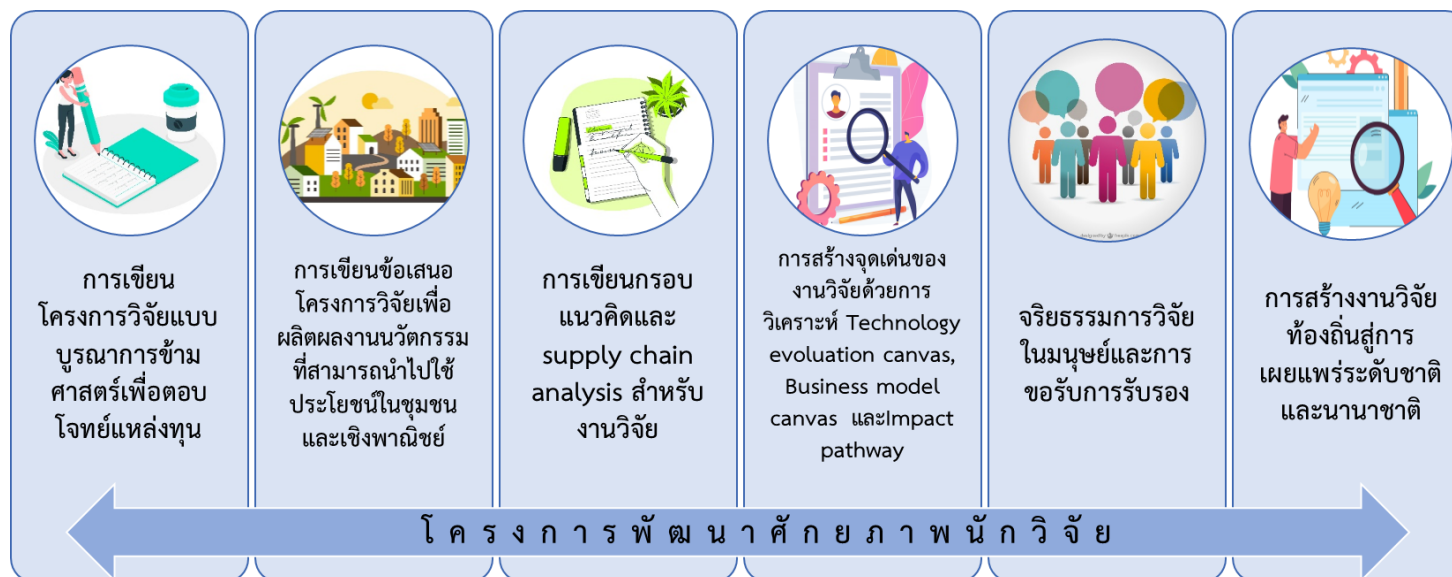 การเขียน
โครงการวิจัยแบบ
บูรณาการข้าม
ศาสตร์เพื่อตอบ
โจทย์แหล่งทุน
การเขียนข้อเสนอ
โครงการวิจัยเพื่อ
ผลิตผลงานนวัตกรรม
ที่สามารถนำไปใช้
ประโยชน์ในชุมชน
และเชิงพาณิชย์
การเขียนกรอบ
แนวคิดและ
supply chain
analysis สำหรับ
งานวิจัย
การสร้างจุดเด่นของ
งานวิจัยด้วยการ
วิเคราะห์ Technology
evoluation canvas,
Business model
canvas และImpact
pathway
จริยธรรมการวิจัย
ในมนุษย์และการ
ขอรับการรับรอง
การสร้างงานวิจัย
ท้องถิ่นสู่การ
เผยแพร่ระดับชาติ
และนานาชาติ
โครงการพัฒนาศักยภาพนักวิจัย